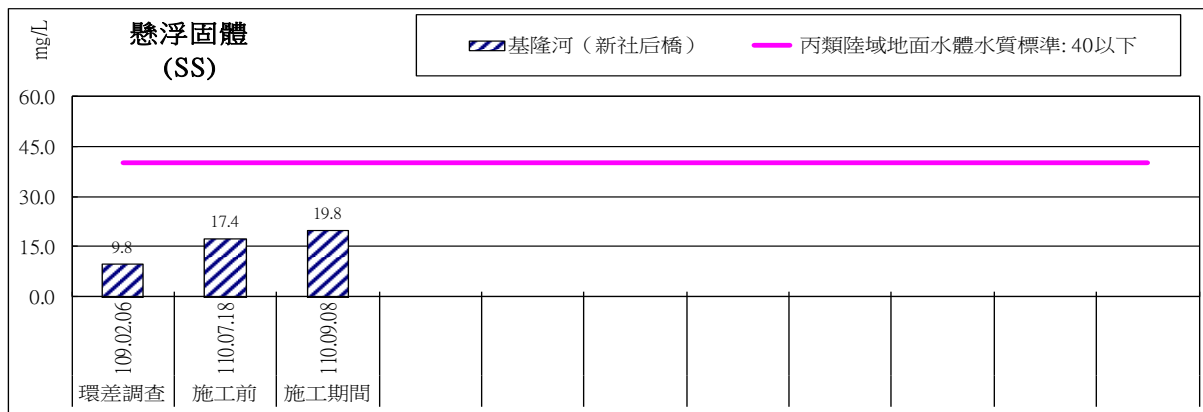 mg/L
懸浮固體
(SS)
基隆河（新社后橋）
丙類陸域地面水體水質標準: 40以下
60.0
45.0
30.0
15.0
0.0
9.8
17.4
19.8
109.02.06
110.07.18
110.09.08
環差調查
施工前
施工期間